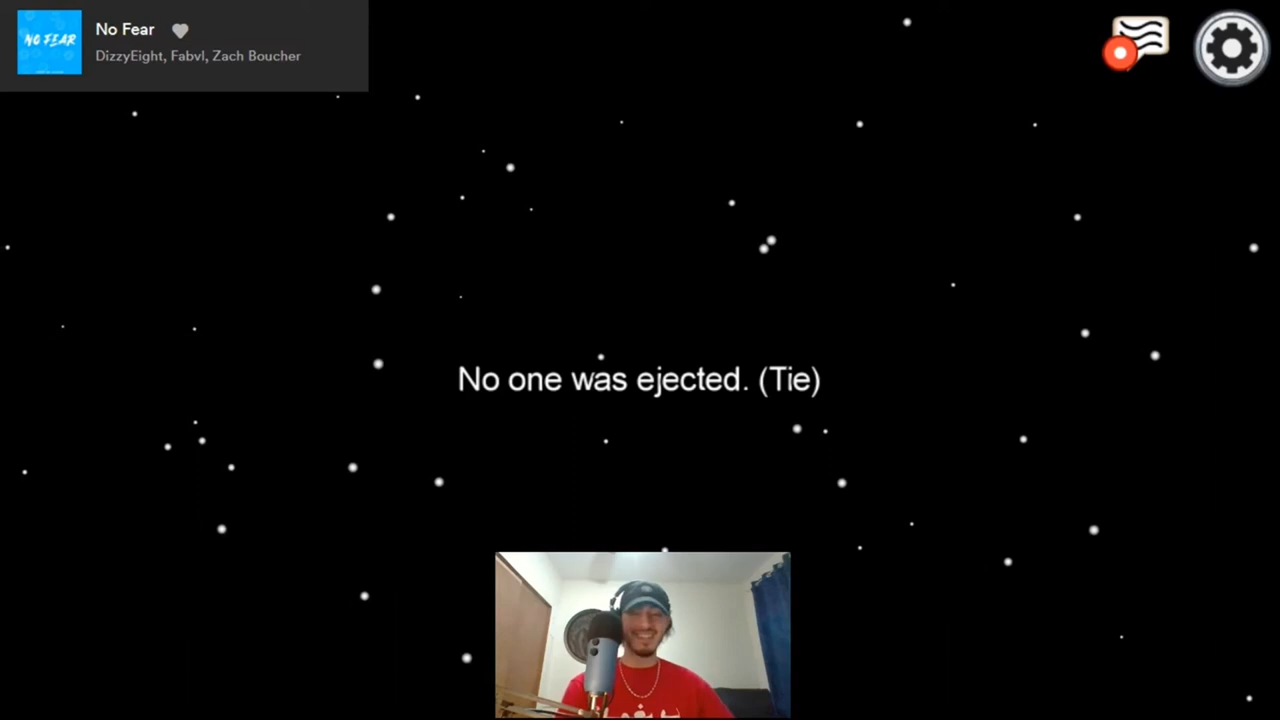 NO FEAR
No Fear
DizzyEight, Fabvl, Zach Boucher
No one was ejected. (Tie)